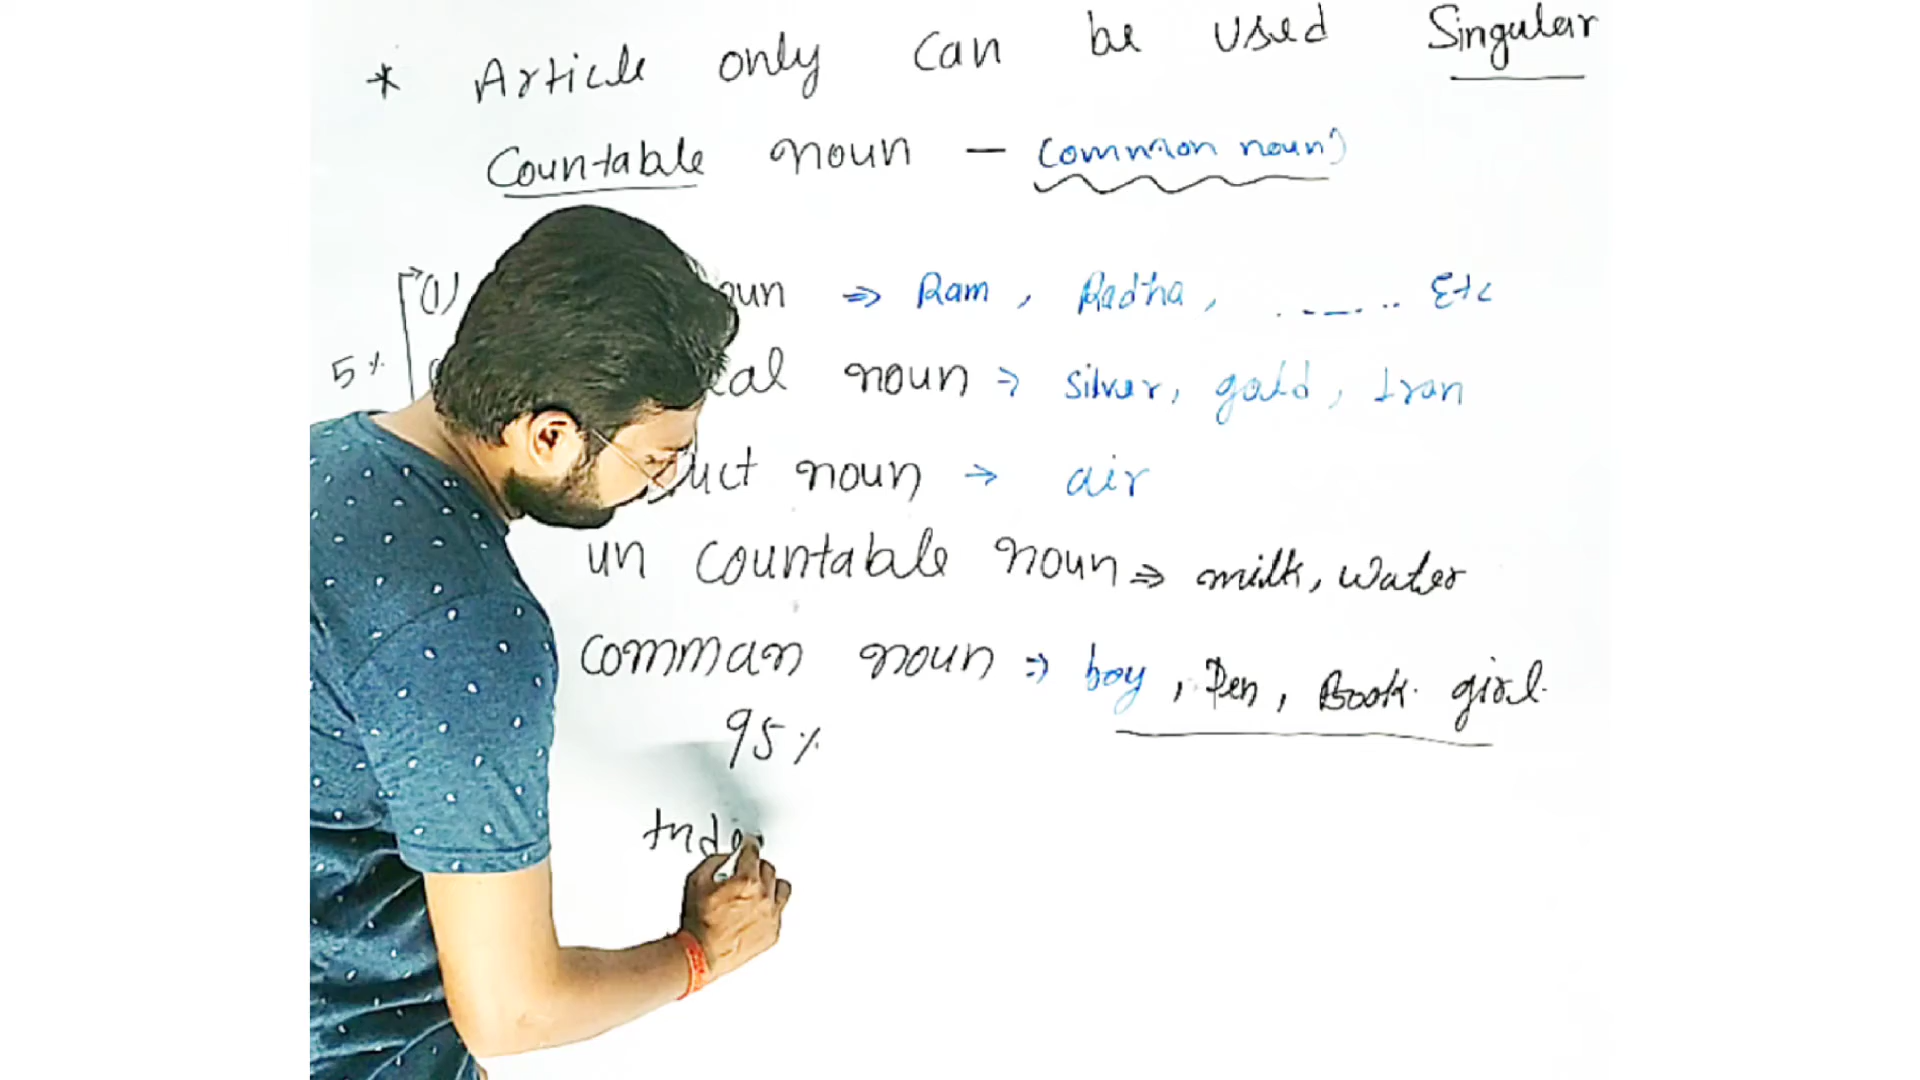 * Article only can be used Singular
Countable noun - common noun)
(1) oun ⇒ Ram, Radha, ....... Etc
5% al noun ⇒ silver, gold, Iron
uct noun → air
un countable noun ⇒ milk, water
comman noun ⇒ boy, Pen, Book. girl.
95%
Inde